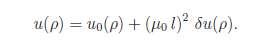 u(ρ) = u₀(ρ) + (μ₀ l)² δu(ρ).